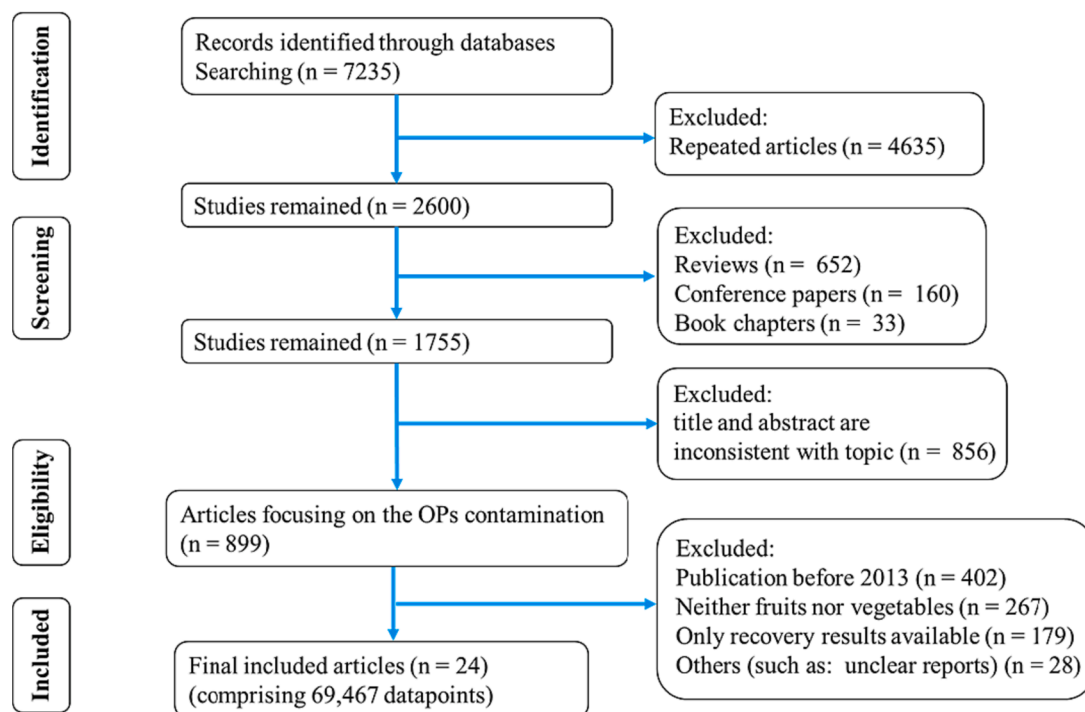 Identification
Records identified through databases
Searching (n = 7235)
Excluded:
Repeated articles (n = 4635)
Studies remained (n = 2600)
Screening
Excluded:
Reviews (n = 652)
Conference papers (n = 160)
Book chapters (n = 33)
Studies remained (n = 1755)
Excluded:
title and abstract are
inconsistent with topic (n = 856)
Eligibility
Articles focusing on the OPs contamination
(n = 899)
Excluded:
Publication before 2013 (n = 402)
Neither fruits nor vegetables (n = 267)
Only recovery results available (n = 179)
Others (such as: unclear reports) (n = 28)
Included
Final included articles (n = 24)
(comprising 69,467 datapoints)